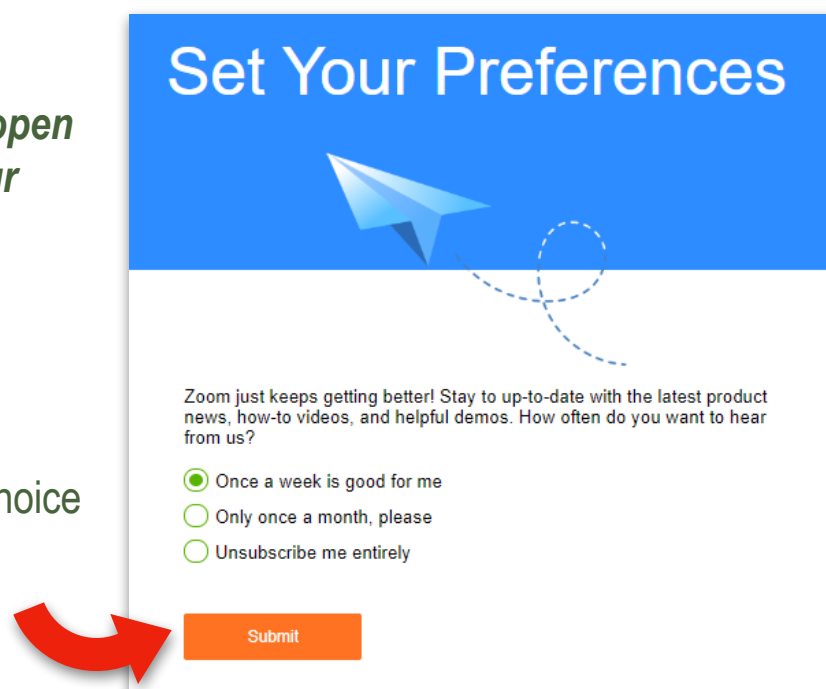 Set Your Preferences
open
Zoom just keeps getting better! Stay to up-to-date with the latest product
news, how-to videos, and helpful demos. How often do you want to hear
from us?
Once a week is good for me
Only once a month, please
Unsubscribe me entirely
Submit